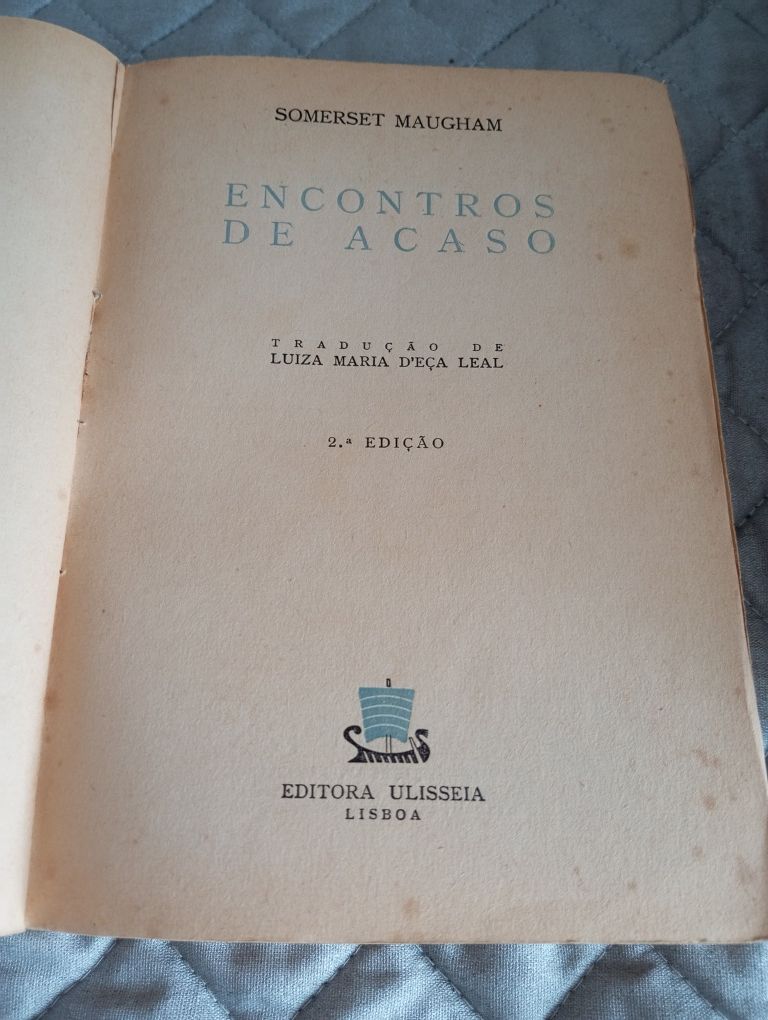 SOMERSET MAUGHAM
ENCONTROS
DE ACASO
TRADUÇÃO DE
LUIZA MARIA D'EÇA LEAL
2.ª EDIÇÃO
EDITORA ULISSEIA
LISBOA